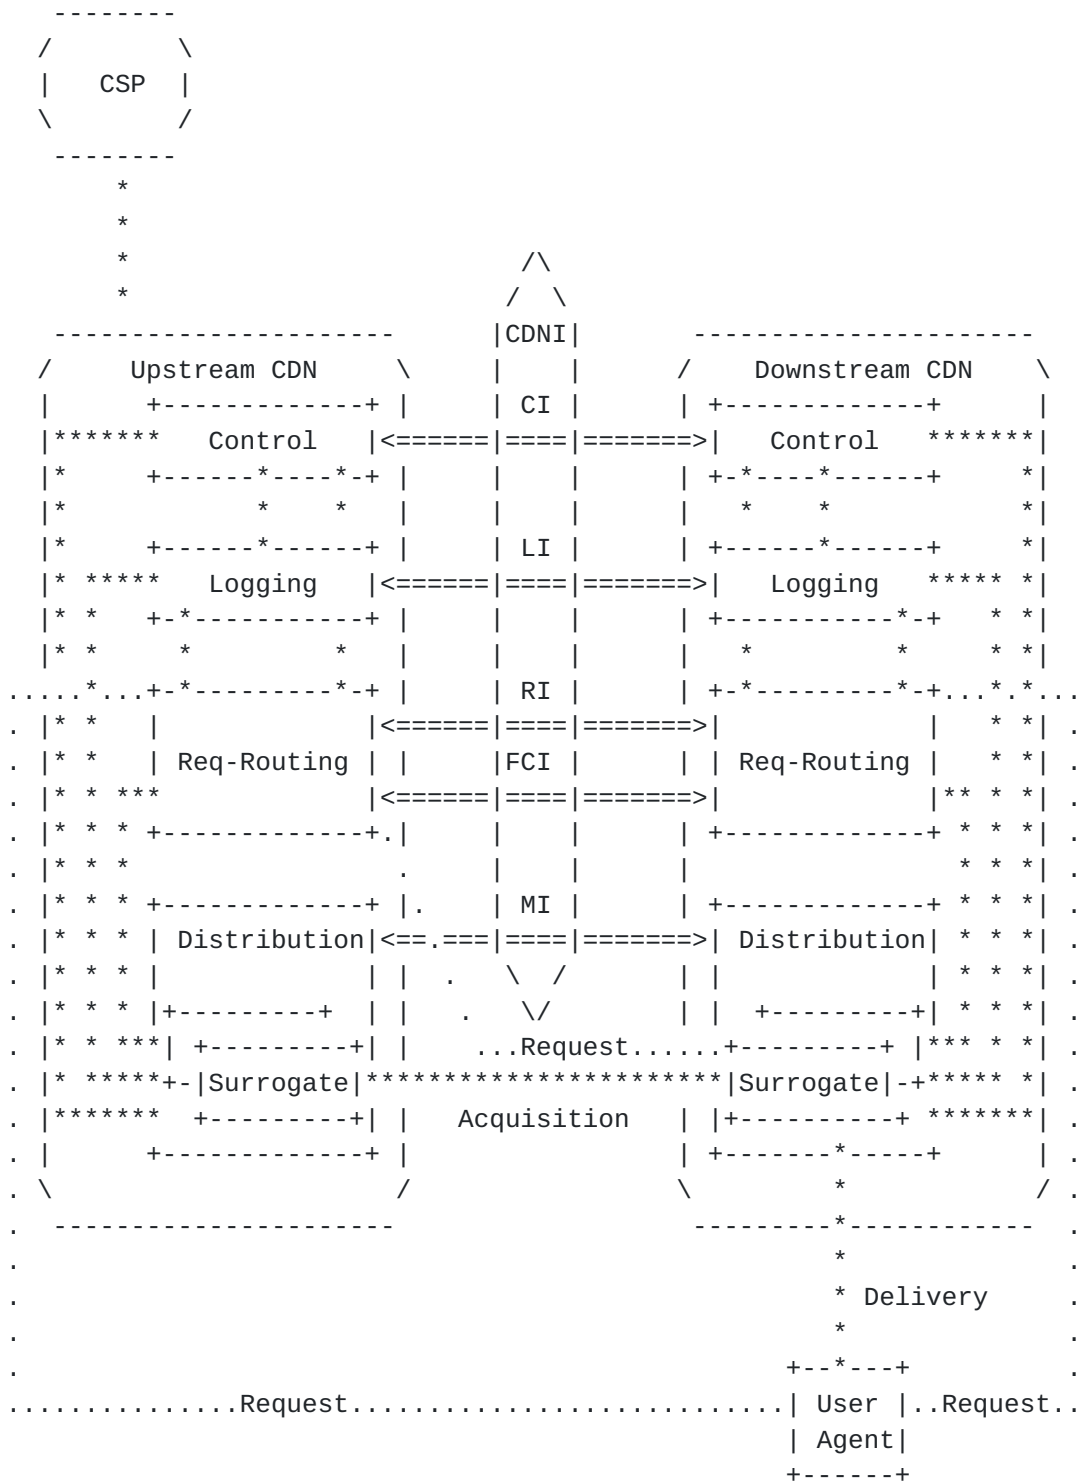 CSP
CDNI
Upstream CDN Downstream CDN
CI
Control Control
LI
Logging Logging
RI
Req-Routing FCI Req-Routing
MI
Distribution Distribution
Request
Surrogate Surrogate
Acquisition
Delivery
Request User Request
Agent